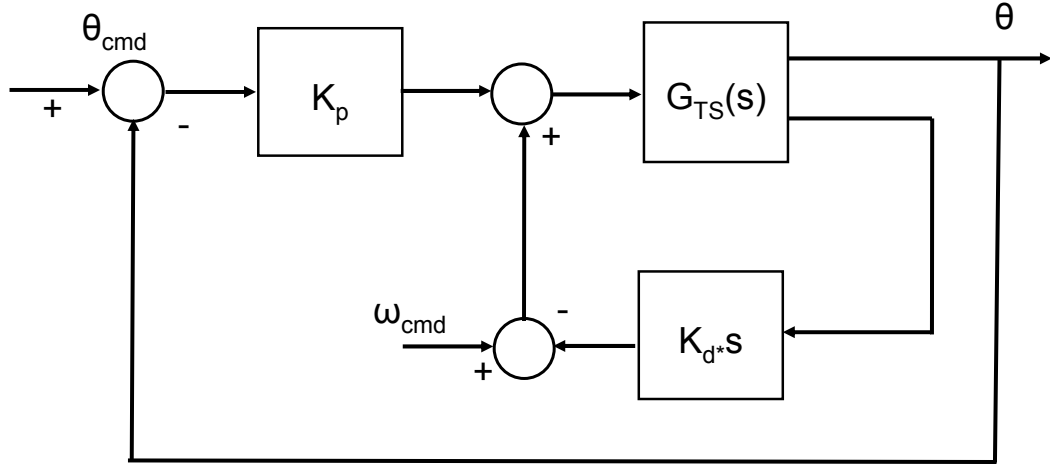 θcmd
θ
+
-
Kp
+
GTS(s)
ωcmd
+
-
Kd*s